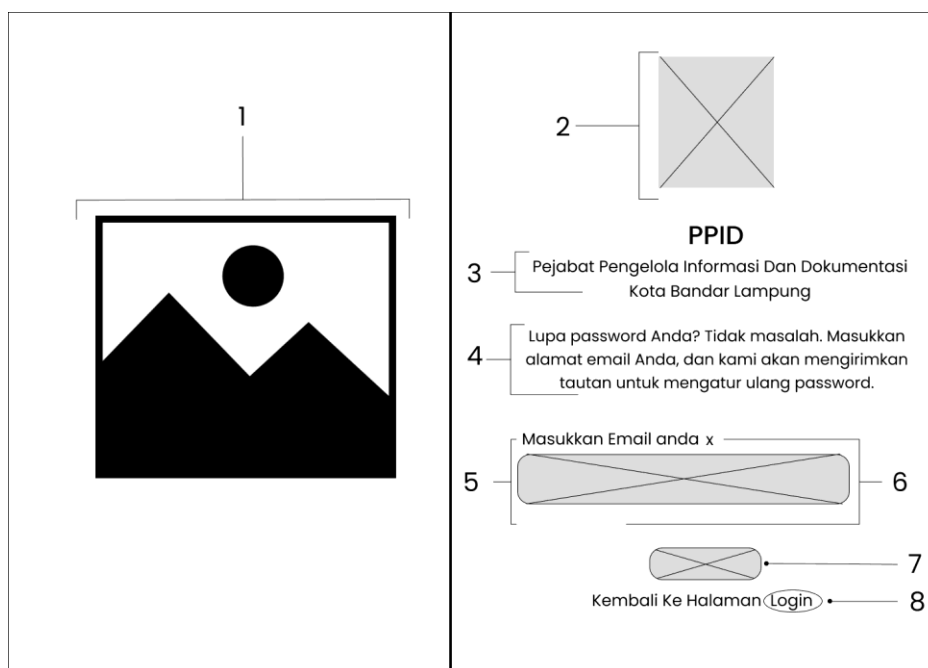 1
2
PPID
3
Pejabat Pengelola Informasi Dan Dokumentasi
Kota Bandar Lampung
4
Lupa password Anda? Tidak masalah. Masukkan
alamat email Anda, dan kami akan mengirimkan
tautan untuk mengatur ulang password.
Masukkan Email anda x
5
6
7
Kembali Ke Halaman Login
8